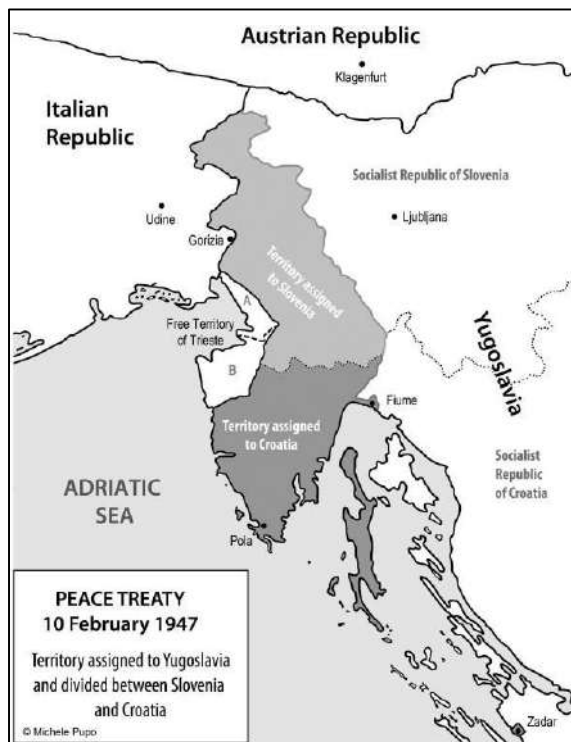 Austrian Republic
Klagenfurt
Italian
Republic
Socialist Republic of Slovenia
Udine
Ljubljana
Gorizia
Territory assigned
to Slovenia
A
Free Territory
of Trieste
B
Yugoslavia
Fiume
Territory assigned
to Croatia
Socialist
Republic
of Croatia
ADRIATIC
SEA
Pola
PEACE TREATY
10 February 1947
Territory assigned to Yugoslavia
and divided between Slovenia
and Croatia
© Michele Pupo
Zadar